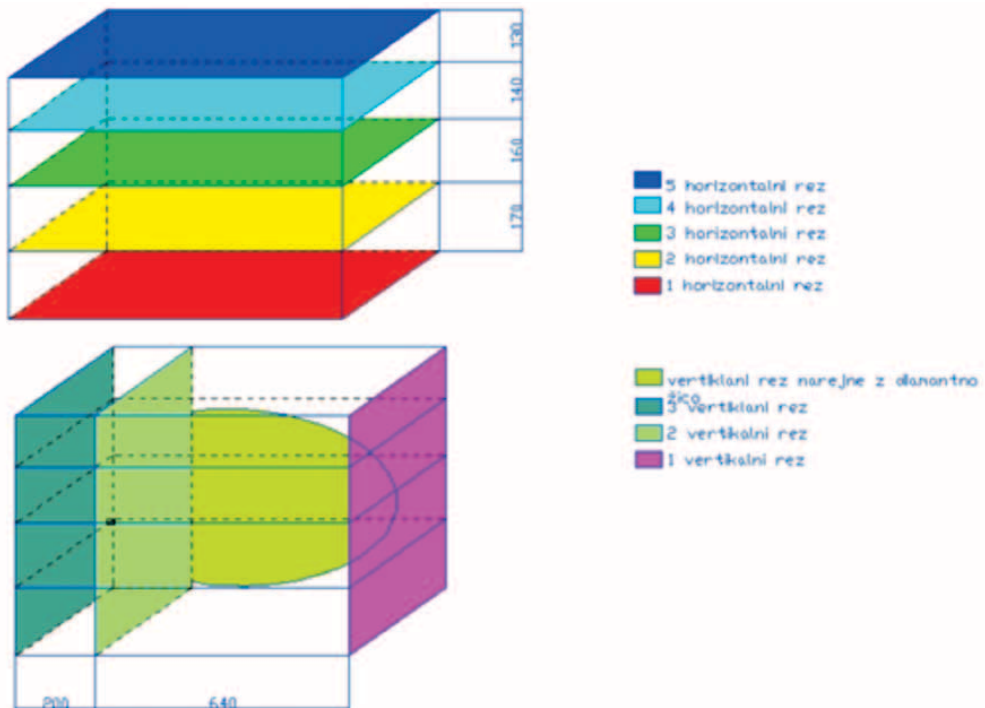 130
140
160
170
5 horizontalni rez
4 horizontalni rez
3 horizontalni rez
2 horizontalni rez
1 horizontalni rez
vertiklani rez narejne z diamantno
žico
3 vertiklani rez
2 vertikalni rez
1 vertikalni rez
200
640